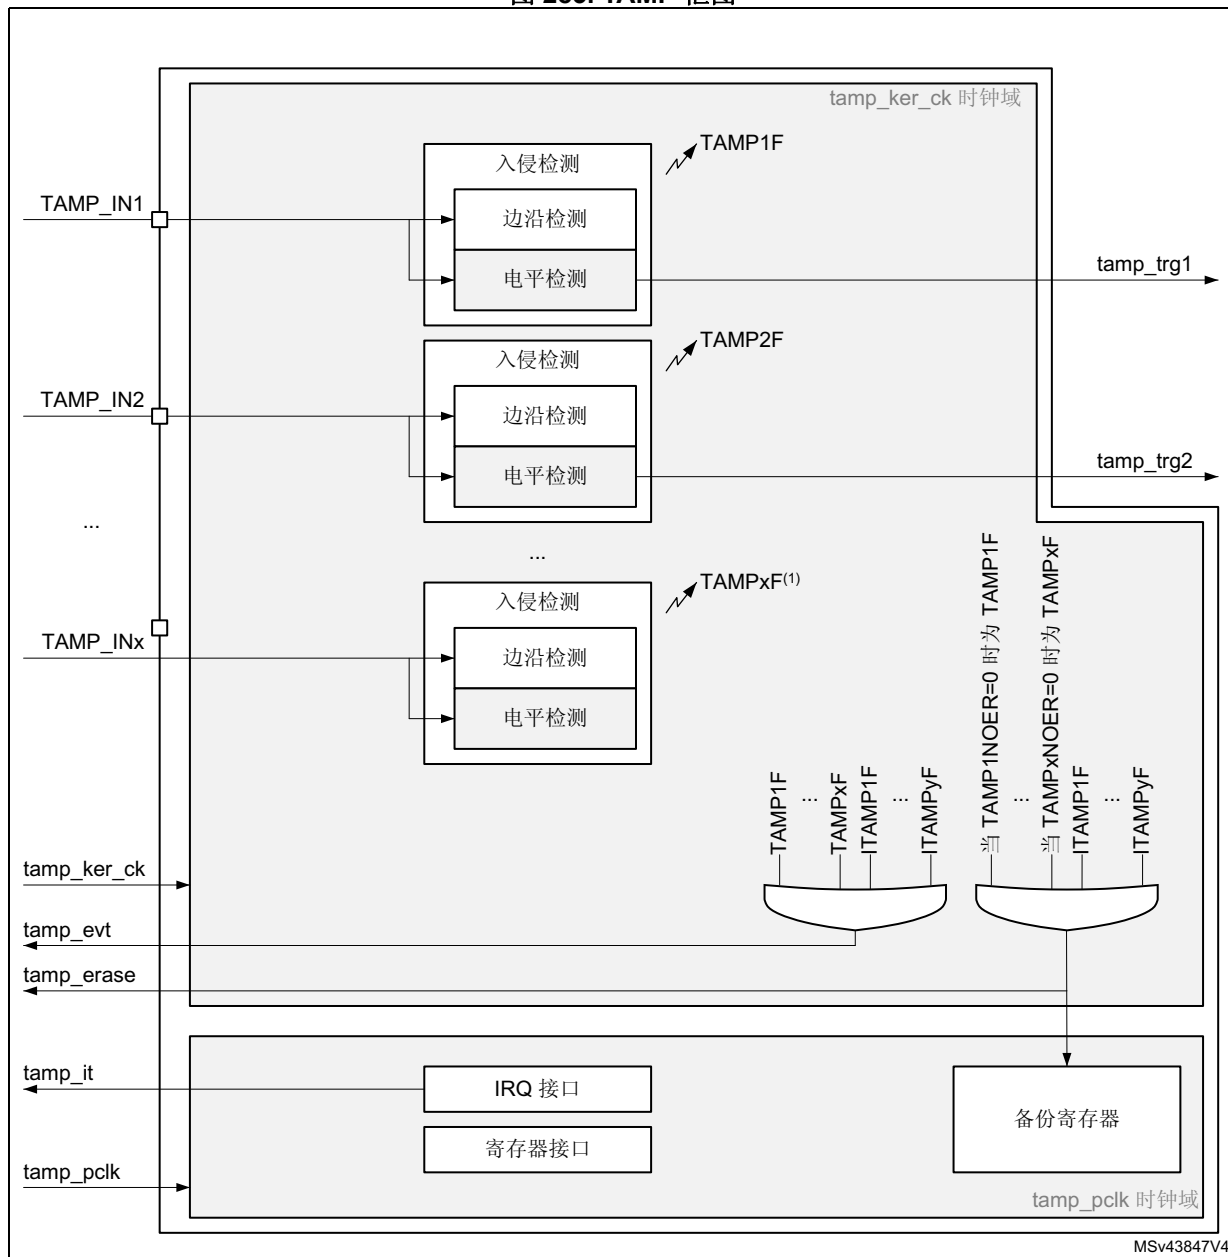 tamp_ker_ck 时钟域
TAMP_IN1
入侵检测
边沿检测
电平检测
TAMP1F
tamp_trg1
TAMP_IN2
入侵检测
边沿检测
电平检测
TAMP2F
tamp_trg2
...
...
TAMP_INx
入侵检测
边沿检测
电平检测
TAMPxF(1)
TAMP1F
...
TAMPxF
ITAMP1F
...
ITAMPyF
当 TAMP1NOER=0 时为 TAMP1F
...
当 TAMPxNOER=0 时为 TAMPxF
ITAMP1F
...
ITAMPyF
tamp_ker_ck
tamp_evt
tamp_erase
tamp_it
IRQ 接口
寄存器接口
备份寄存器
tamp_pclk
tamp_pclk 时钟域
MSv43847V4